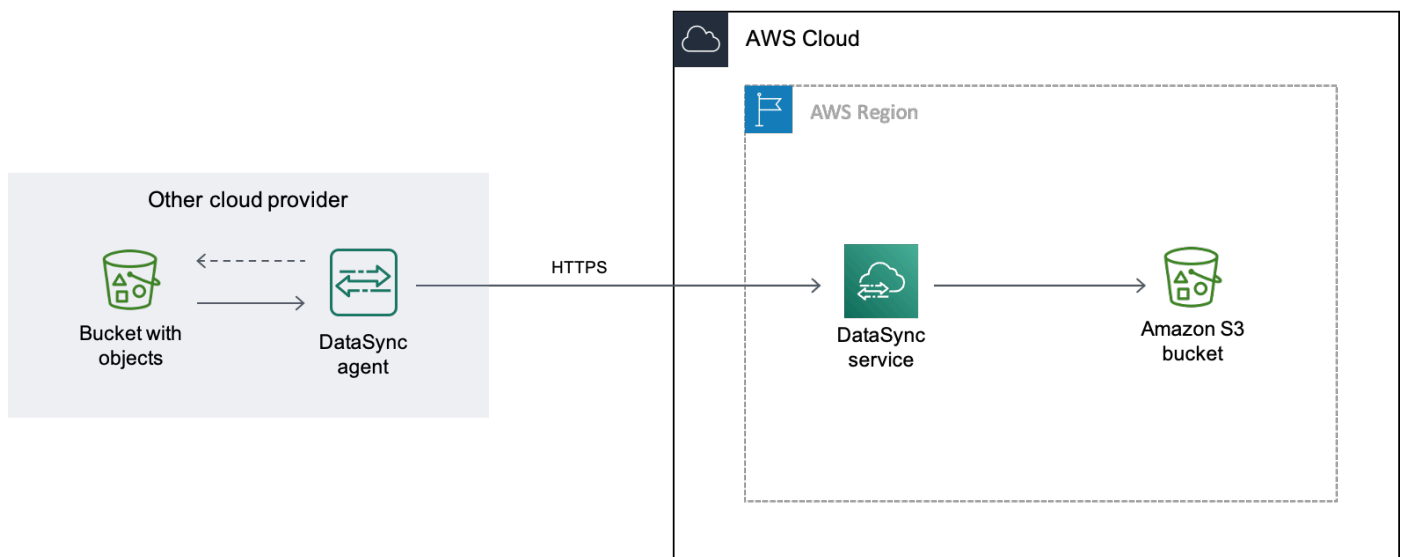 AWS Cloud
AWS Region
Other cloud provider
Bucket with
objects
DataSync
agent
HTTPS
DataSync
service
Amazon S3
bucket